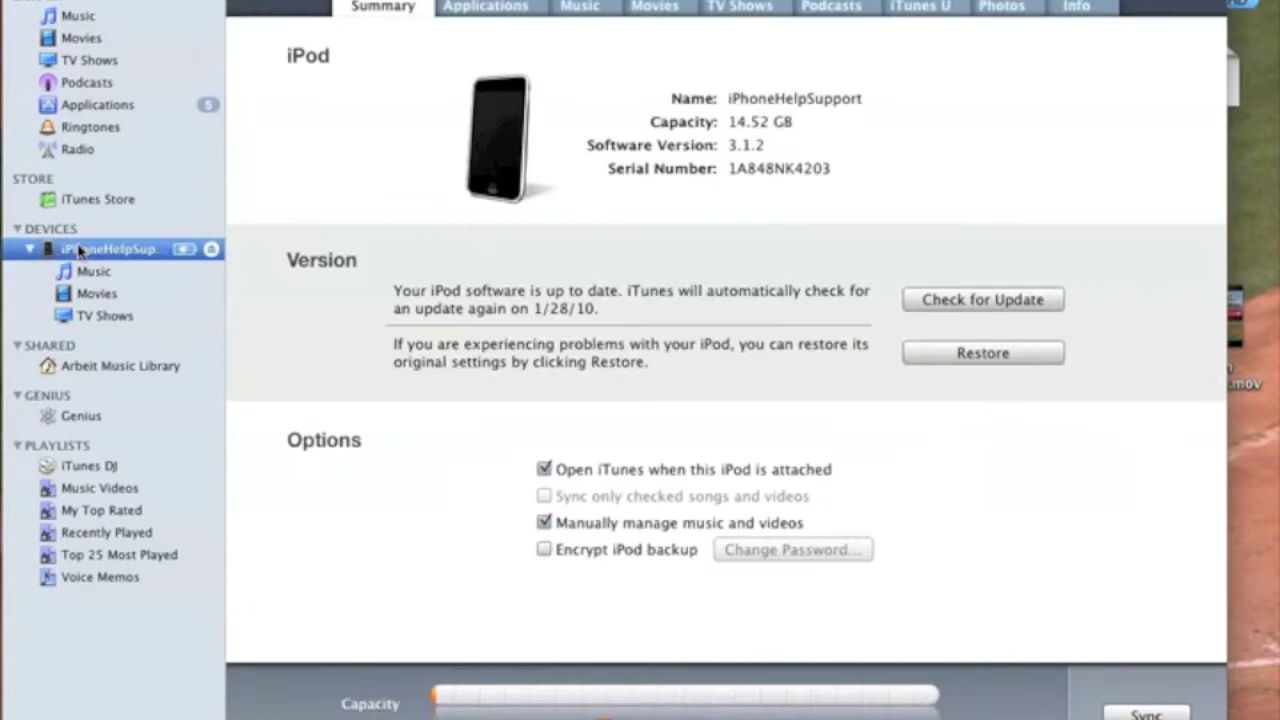 Summary Applications Music Movies TV Shows Podcasts iTunes U Photos Info
Music
Movies
TV Shows
Podcasts
Applications 5
Ringtones
Radio
STORE
iTunes Store
DEVICES
iPhoneHelpSup...
Music
Movies
TV Shows
SHARED
Arbeit Music Library
GENIUS
Genius
PLAYLISTS
iTunes DJ
Music Videos
My Top Rated
Recently Played
Top 25 Most Played
Voice Memos
iPod
Name: iPhoneHelpSupport
Capacity: 14.52 GB
Software Version: 3.1.2
Serial Number: 1A848NK4203
Version
Your iPod software is up to date. iTunes will automatically check for
an update again on 1/28/10.
Check for Update
If you are experiencing problems with your iPod, you can restore its
original settings by clicking Restore.
Restore
Options
Open iTunes when this iPod is attached
Sync only checked songs and videos
Manually manage music and videos
Encrypt iPod backup Change Password...
Capacity
Sync
.mov